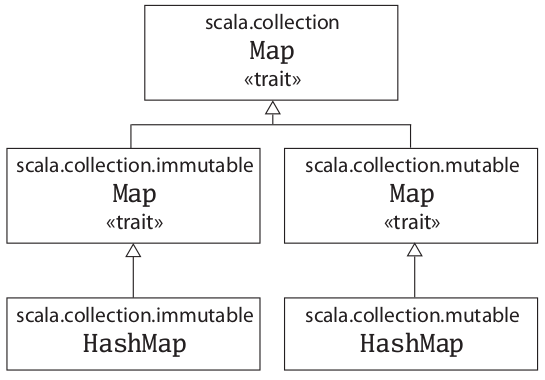 scala.collection
Map
«trait»
scala.collection.immutable
Map
«trait»
scala.collection.mutable
Map
«trait»
scala.collection.immutable
HashMap
scala.collection.mutable
HashMap